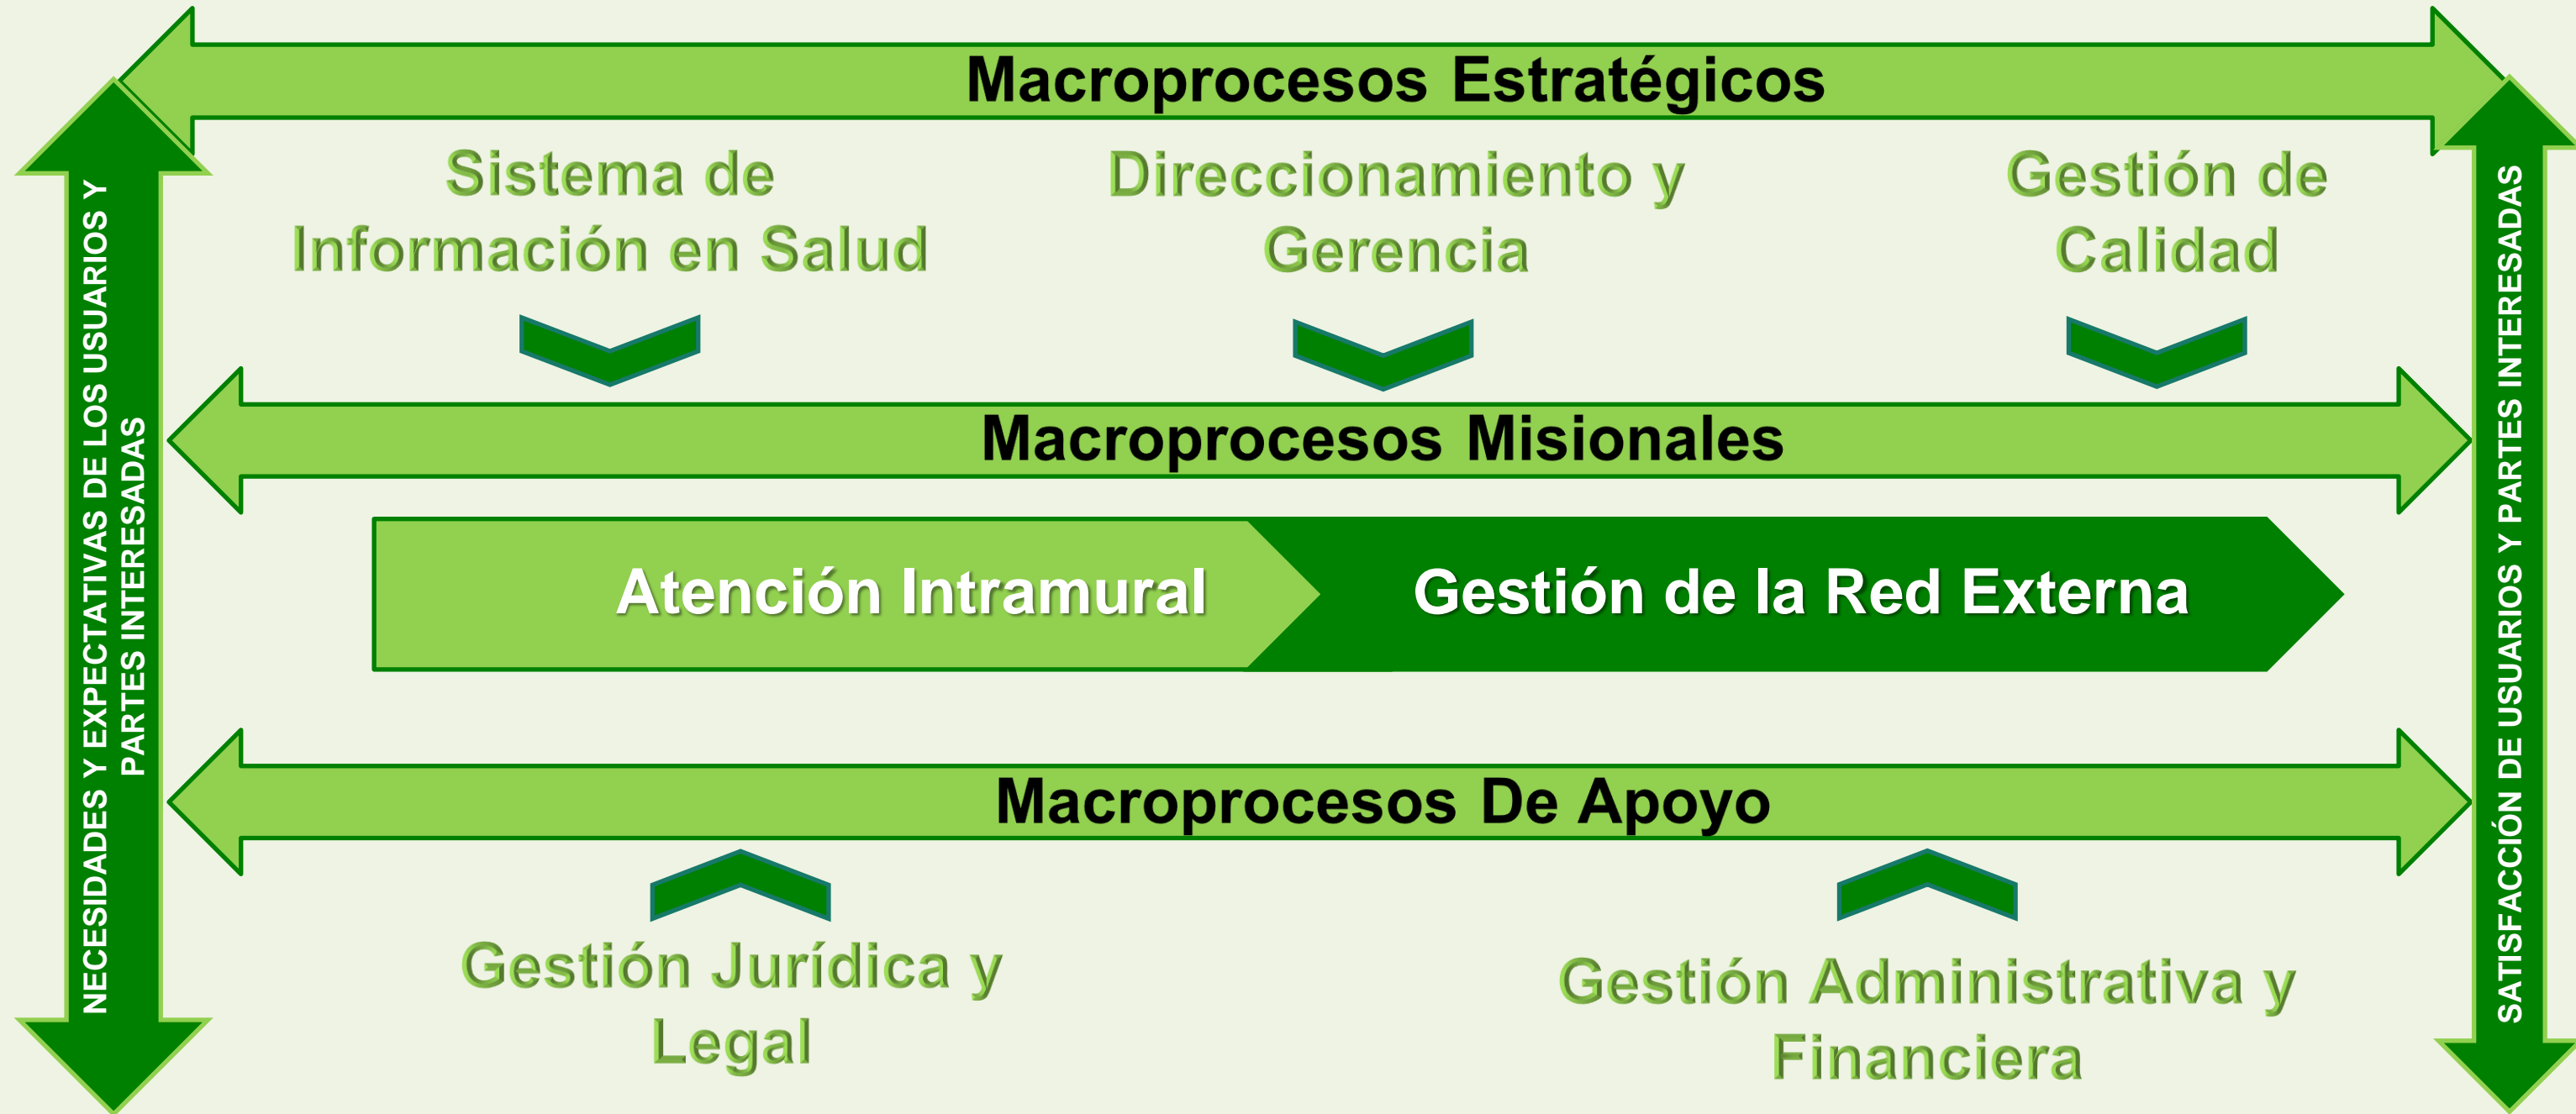 Macroprocesos Estratégicos
Sistema de
Información en Salud
Direccionamiento y
Gerencia
Gestión de
Calidad
NECESIDADES Y EXPECTATIVAS DE LOS USUARIOS Y
PARTES INTERESADAS
Macroprocesos Misionales
Atención Intramural
Gestión de la Red Externa
Macroprocesos De Apoyo
Gestión Jurídica y
Legal
Gestión Administrativa y
Financiera
SATISFACCIÓN DE USUARIOS Y PARTES INTERESADAS